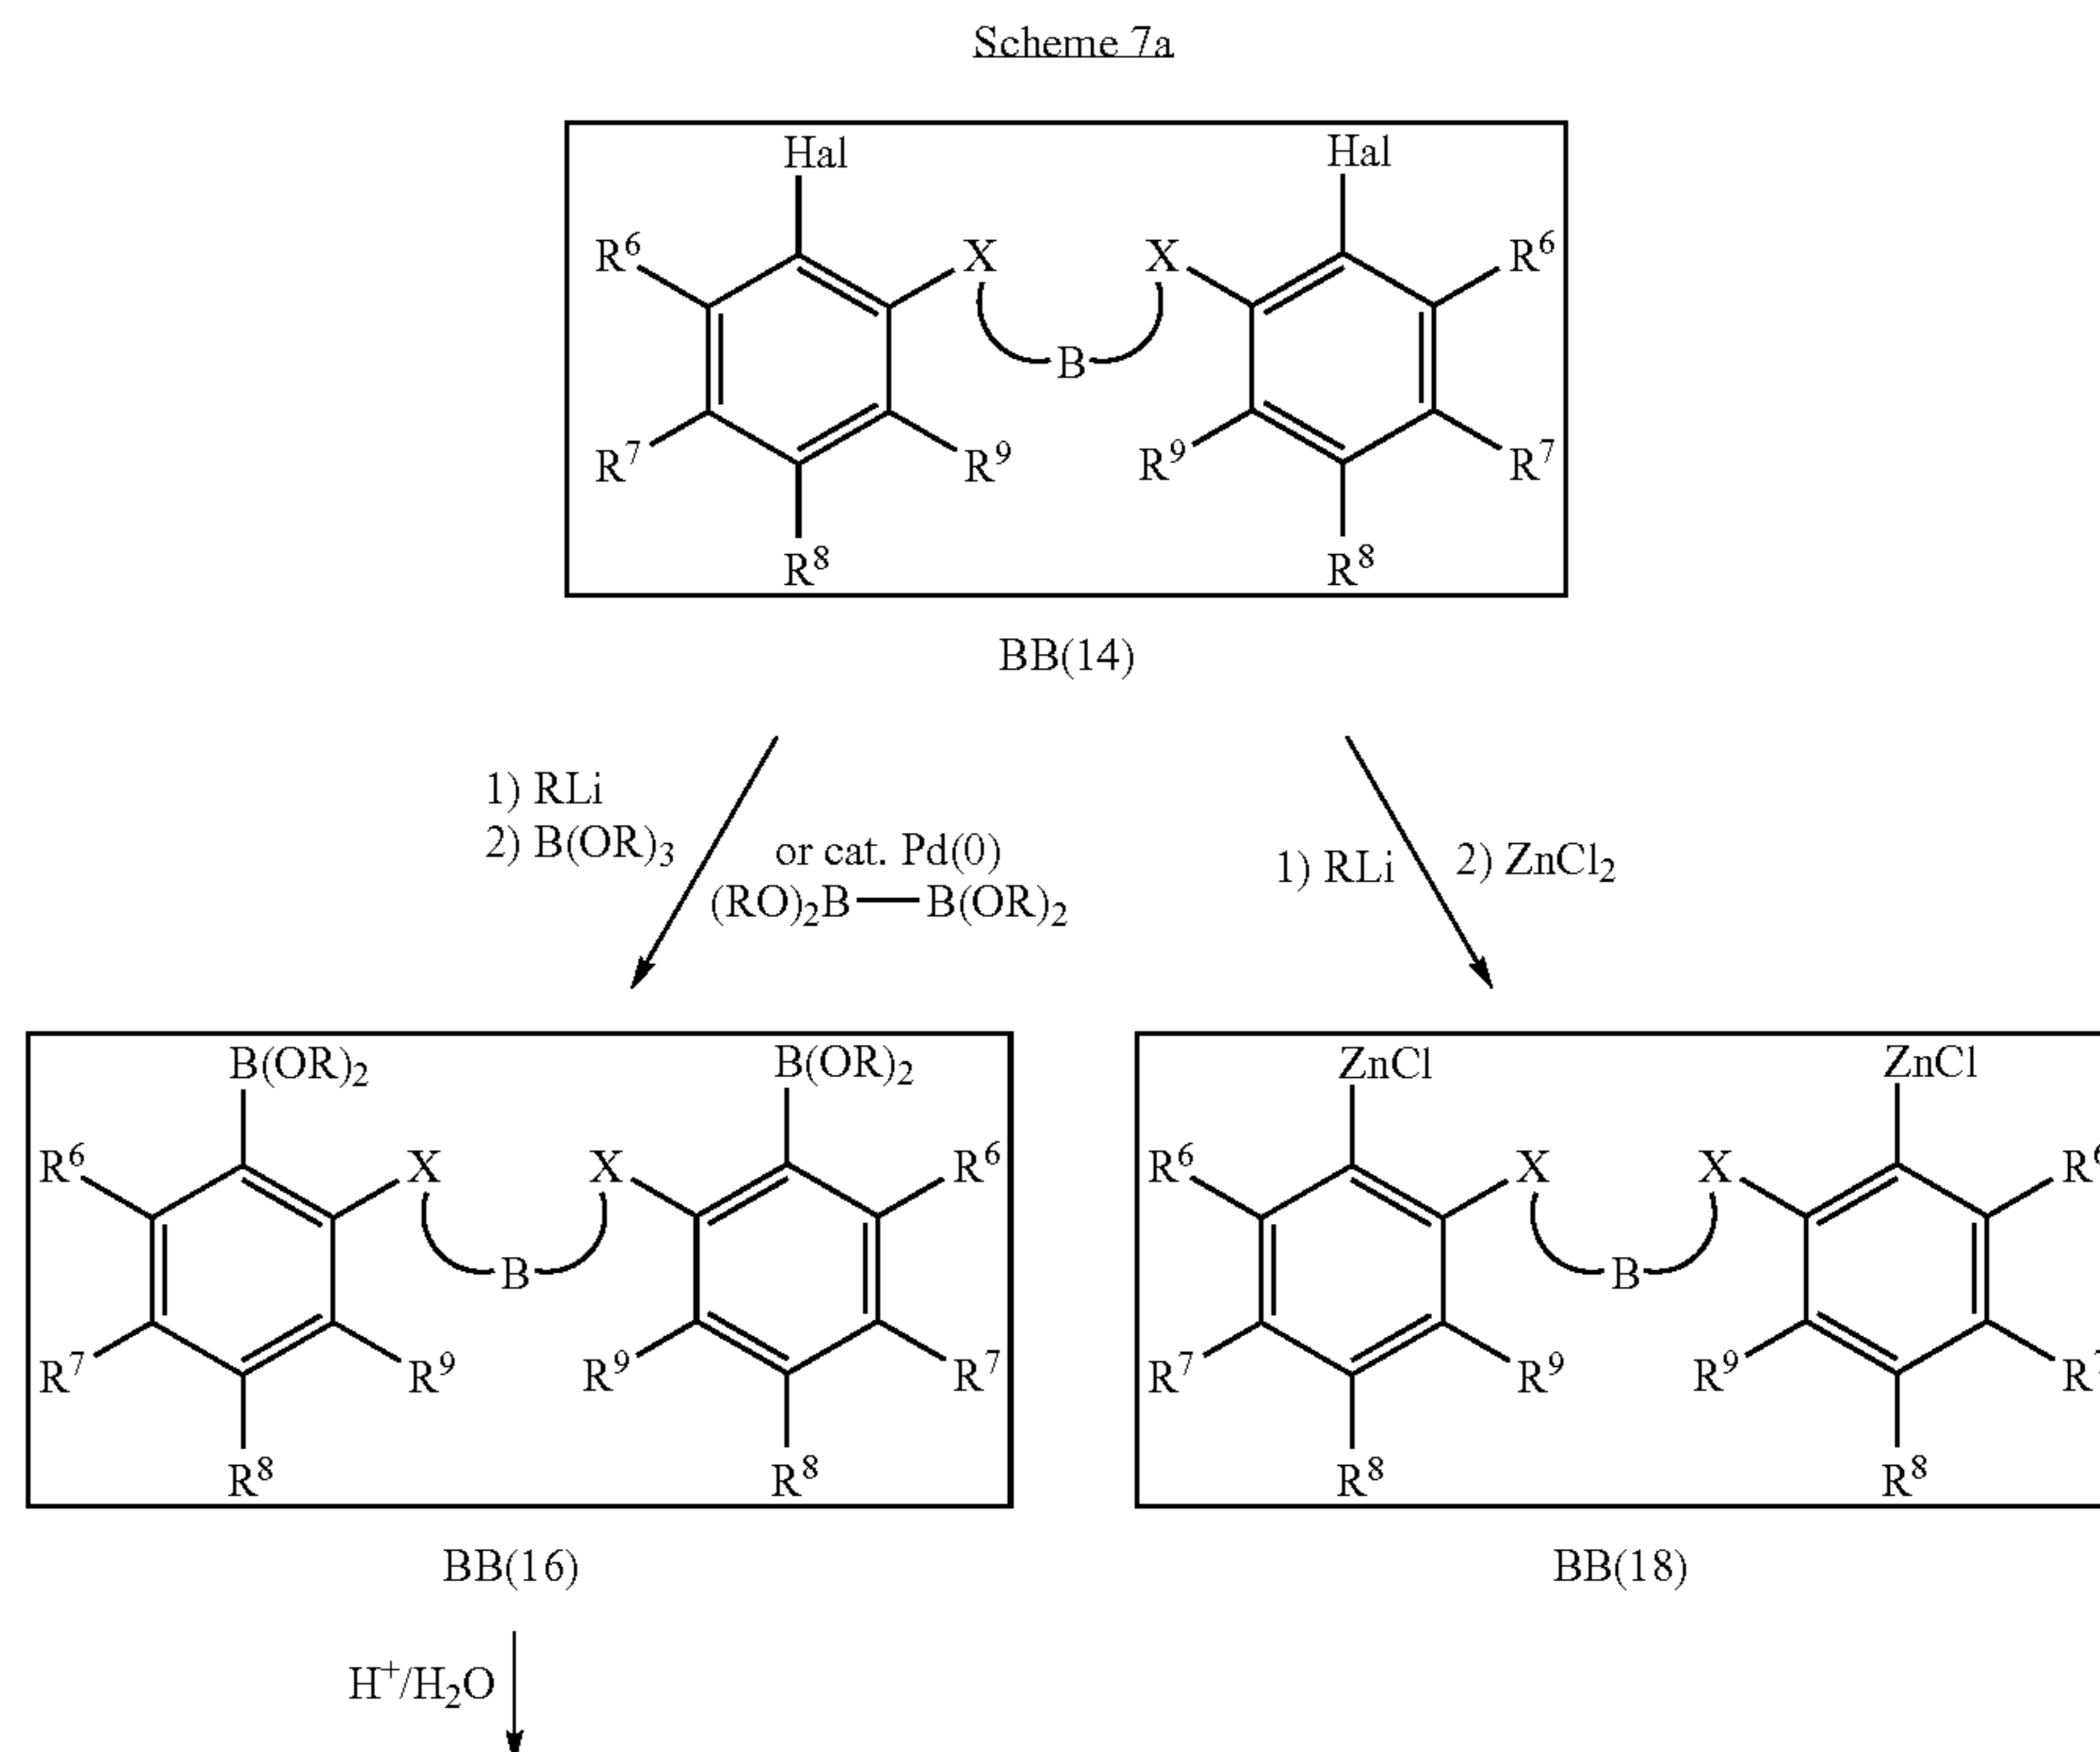 Scheme 7a
Hal Hal
R⁶ X X R⁶
B
R⁷ R⁹ R⁹ R⁷
R⁸ R⁸
BB(14)
1) RLi
2) B(OR)₃
or cat. Pd(0)
(RO)₂B—B(OR)₂
1) RLi 2) ZnCl₂
B(OR)₂ B(OR)₂
R⁶ X X R⁶
B
R⁷ R⁹ R⁹ R⁷
R⁸ R⁸
BB(16)
ZnCl ZnCl
R⁶ X X R⁶
B
R⁷ R⁹ R⁹ R⁷
R⁸ R⁸
BB(18)
H⁺/H₂O